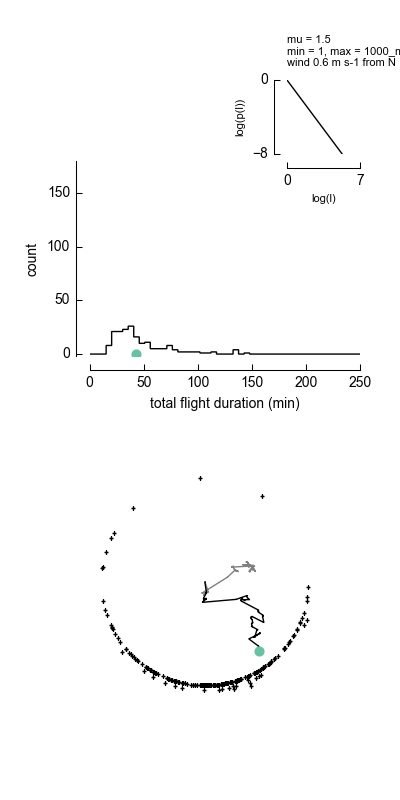 mu = 1.5
min = 1, max = 1000_m
wind 0.6 m s-1 from N
0
log(p(l))
−8
0
7
log(l)
150
100
50
0
count
0
50
100
150
200
250
total flight duration (min)